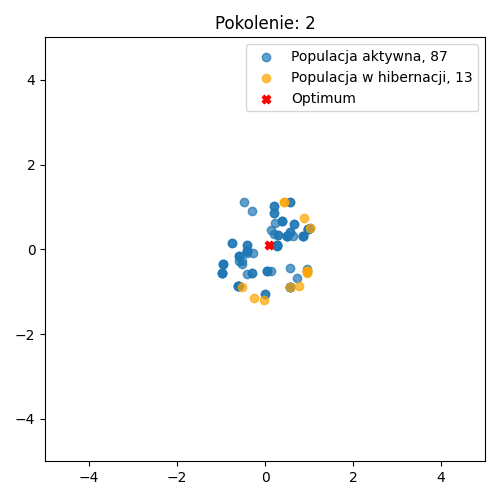 Pokolenie: 2
Populacja aktywna, 87
Populacja w hibernacji, 13
Optimum
4
2
0
−2
−4
−4
−2
0
2
4